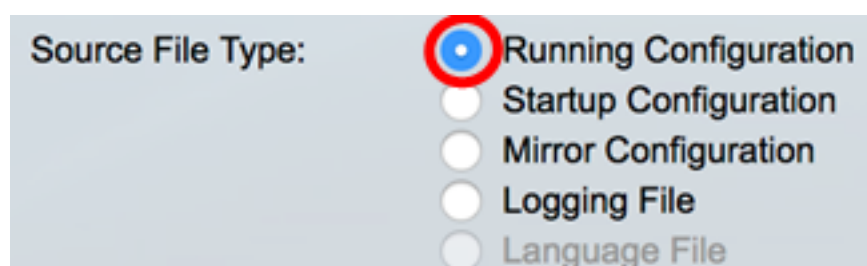 Source File Type: Running Configuration
Startup Configuration
Mirror Configuration
Logging File
Language File